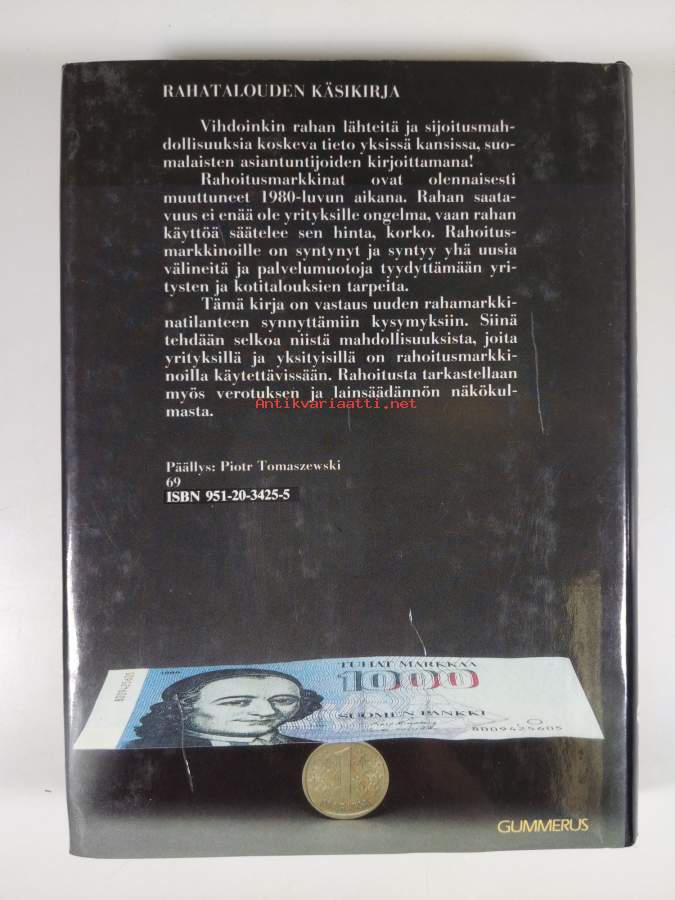 RAHATALOUDEN KÄSIKIRJA
Vihdoinkin rahan lähteitä ja sijoitusmah-
dollisuuksia koskeva tieto yksissä kansissa, suo-
malaisten asiantuntijoiden kirjoittamana!
Rahoitusmarkkinat ovat olennaisesti
muuttuneet 1980-luvun aikana. Rahan saata-
vuus ei enää ole yrityksille ongelma, vaan rahan
käyttöä säätelee sen hinta, korko. Rahoitus-
markkinoille on syntynyt ja syntyy yhä uusia
välineitä ja palvelumuotoja tyydyttämään yri-
tysten ja kotitalouksien tarpeita.
Tämä kirja on vastaus uuden rahamarkki-
natilanteen synnyttämiin kysymyksiin. Siinä
tehdään selkoa niistä mahdollisuuksista, joita
yrityksillä ja yksityisillä on rahoitusmarkki-
noilla käytettävissään. Rahoitusta tarkastellaan
myös verotuksen ja lainsäädännön näkökul-
masta.
Antikvariaatti.net
Päällys: Piotr Tomaszewski
69
ISBN 951-20-3425-5
1986
TUHAT MARKKAA
1000
SUOMEN PANKKI
8009425605
8009425605
1
GUMMERUS